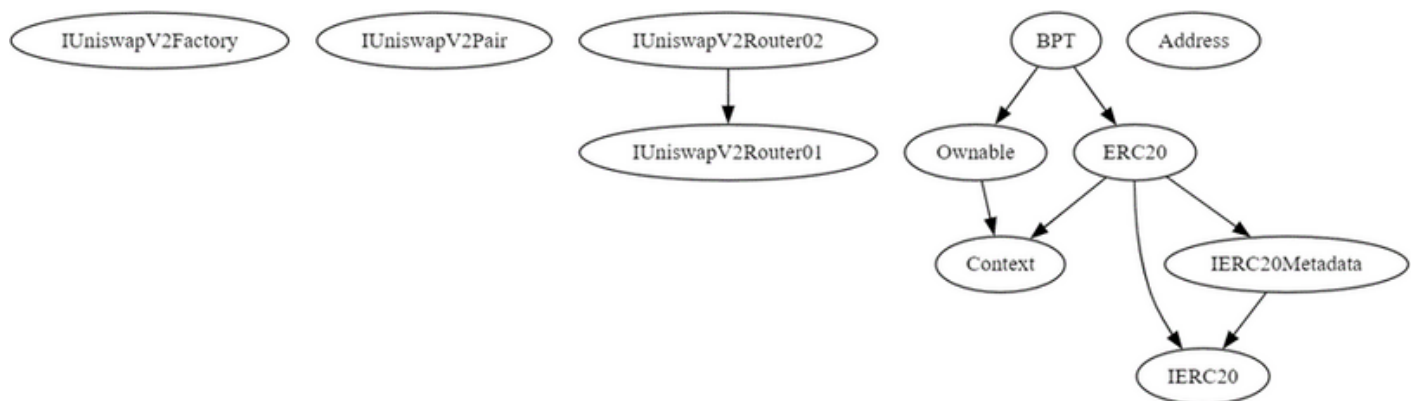 IUniswapV2Factory
IUniswapV2Pair
IUniswapV2Router02
BPT
Address
IUniswapV2Router01
Ownable
ERC20
Context
IERC20Metadata
IERC20